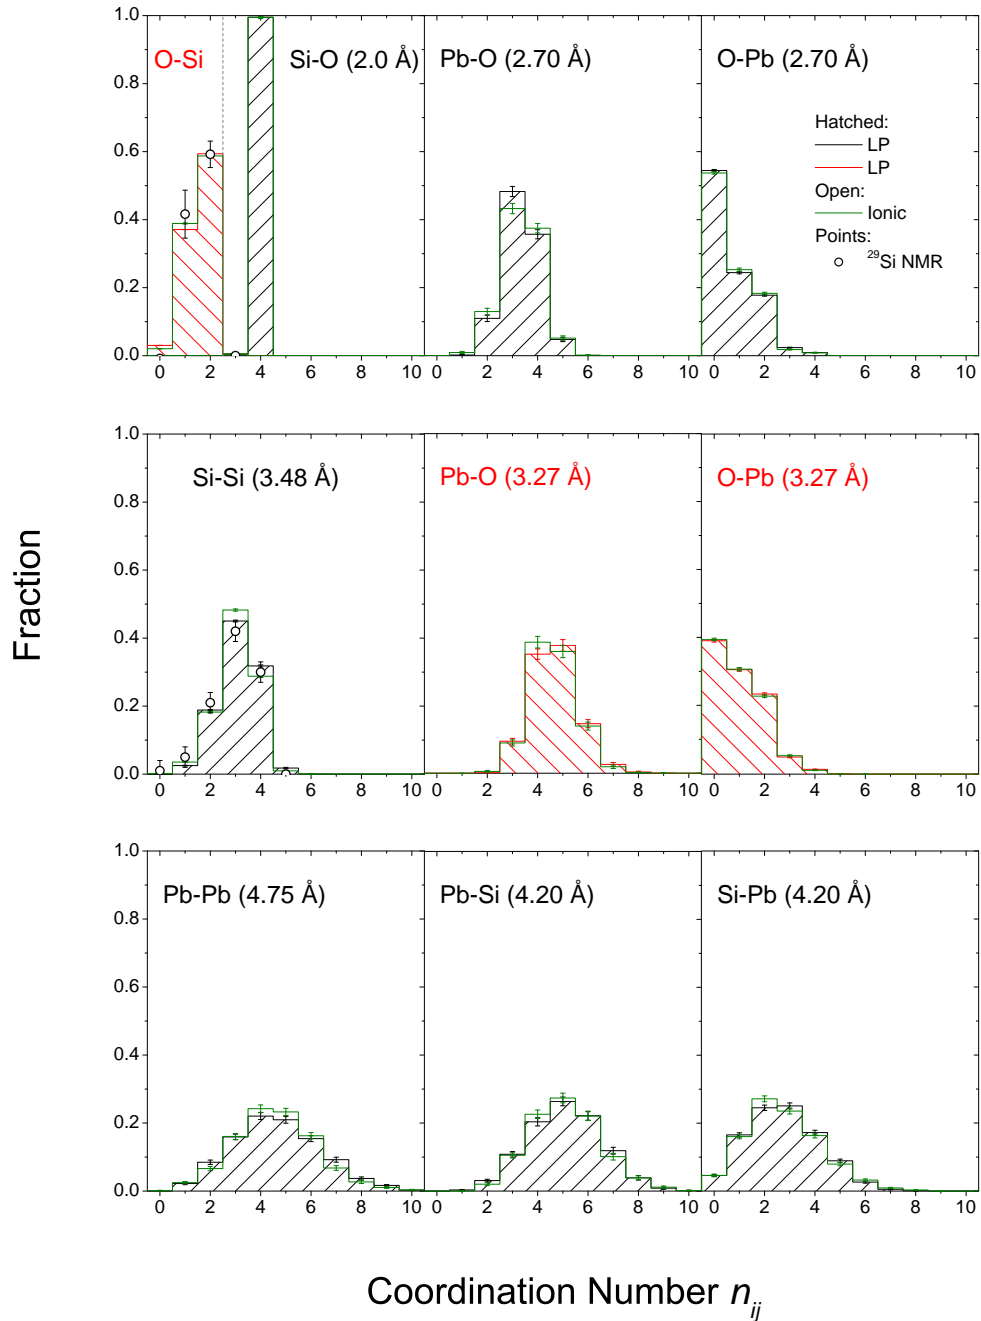 O-Si
Si-O (2.0 Å)
Pb-O (2.70 Å)
O-Pb (2.70 Å)
Hatched:
LP
LP
Open:
Ionic
Points:
²⁹Si NMR
1.0
0.8
0.6
0.4
0.2
0.0
0 2 4 6 8 10
0 2 4 6 8 10
0 2 4 6 8 10
Si-Si (3.48 Å)
Pb-O (3.27 Å)
O-Pb (3.27 Å)
1.0
0.8
0.6
0.4
0.2
0.0
0 2 4 6 8 10
0 2 4 6 8 10
0 2 4 6 8 10
Fraction
Pb-Pb (4.75 Å)
Pb-Si (4.20 Å)
Si-Pb (4.20 Å)
1.0
0.8
0.6
0.4
0.2
0.0
0 2 4 6 8 10
0 2 4 6 8 10
0 2 4 6 8 10
Coordination Number n_ij